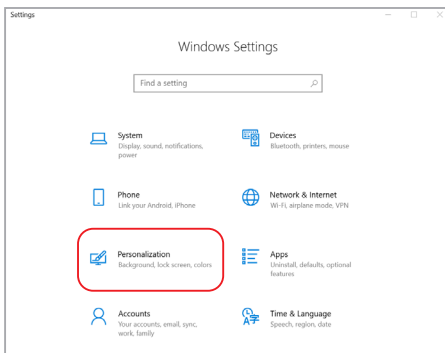 Settings
Windows Settings
Find a setting
System
Display, sound, notifications,
power
Devices
Bluetooth, printers, mouse
Phone
Link your Android, iPhone
Network & Internet
Wi-Fi, airplane mode, VPN
Personalization
Background, lock screen, colors
Apps
Uninstall, defaults, optional
features
Accounts
Your accounts, email, sync,
work, family
Time & Language
Speech, region, date